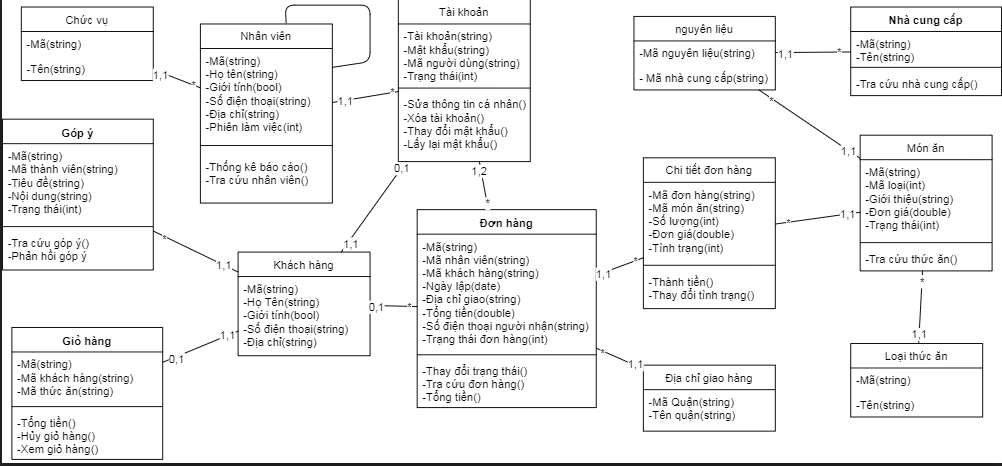 Chức vụ
-Mã(string)
-Tên(string)
1,1
*
Nhân viên
-Mã(string)
-Họ tên(string)
-Giới tính(bool)
-Số điện thoại(string)
-Địa chỉ(string)
-Phiên làm việc(int)
-Thống kê báo cáo()
-Tra cứu nhân viên()
1,1
*
Tài khoản
-Tài khoản(string)
-Mật khẩu(string)
-Mã người dùng(string)
-Trạng thái(int)
-Sửa thông tin cá nhân()
-Xóa tài khoản()
-Thay đổi mật khẩu()
-Lấy lại mật khẩu()
0,1
1,2
1,1
*
nguyên liệu
-Mã nguyên liệu(string)
- Mã nhà cung cấp(string)
1,1
*
Nhà cung cấp
-Mã(string)
-Tên(string)
-Tra cứu nhà cung cấp()
*
1,1
Góp ý
-Mã(string)
-Mã thành viên(string)
-Tiêu đề(string)
-Nội dung(string)
-Trạng thái(int)
-Tra cứu góp ý()
-Phản hồi góp ý
*
1,1
Khách hàng
-Mã(string)
-Họ Tên(string)
-Giới tính(bool)
-Số điện thoại(string)
-Địa chỉ(string)
0,1
*
Đơn hàng
-Mã(string)
-Mã nhân viên(string)
-Mã khách hàng(string)
-Ngày lập(date)
-Địa chỉ giao(string)
-Tổng tiền(double)
-Số điện thoại người nhận(string)
-Trạng thái đơn hàng(int)
-Thay đổi trạng thái()
-Tra cứu đơn hàng()
-Tổng tiền()
1,1
*
Chi tiết đơn hàng
-Mã đơn hàng(string)
-Mã món ăn(string)
-Số lượng(int)
-Đơn giá(double)
-Tình trạng(int)
-Thành tiền()
-Thay đổi tình trạng()
*
1,1
Món ăn
-Mã(string)
-Mã loại(int)
-Giới thiệu(string)
-Đơn giá(double)
-Trạng thái(int)
-Tra cứu thức ăn()
*
1,1
Giỏ hàng
-Mã(string)
-Mã khách hàng(string)
-Mã thức ăn(string)
-Tổng tiền()
-Hủy giỏ hàng()
-Xem giỏ hàng()
0,1
1,1
*
1,1
Địa chỉ giao hàng
-Mã Quận(string)
-Tên quận(string)
Loại thức ăn
-Mã(string)
-Tên(string)